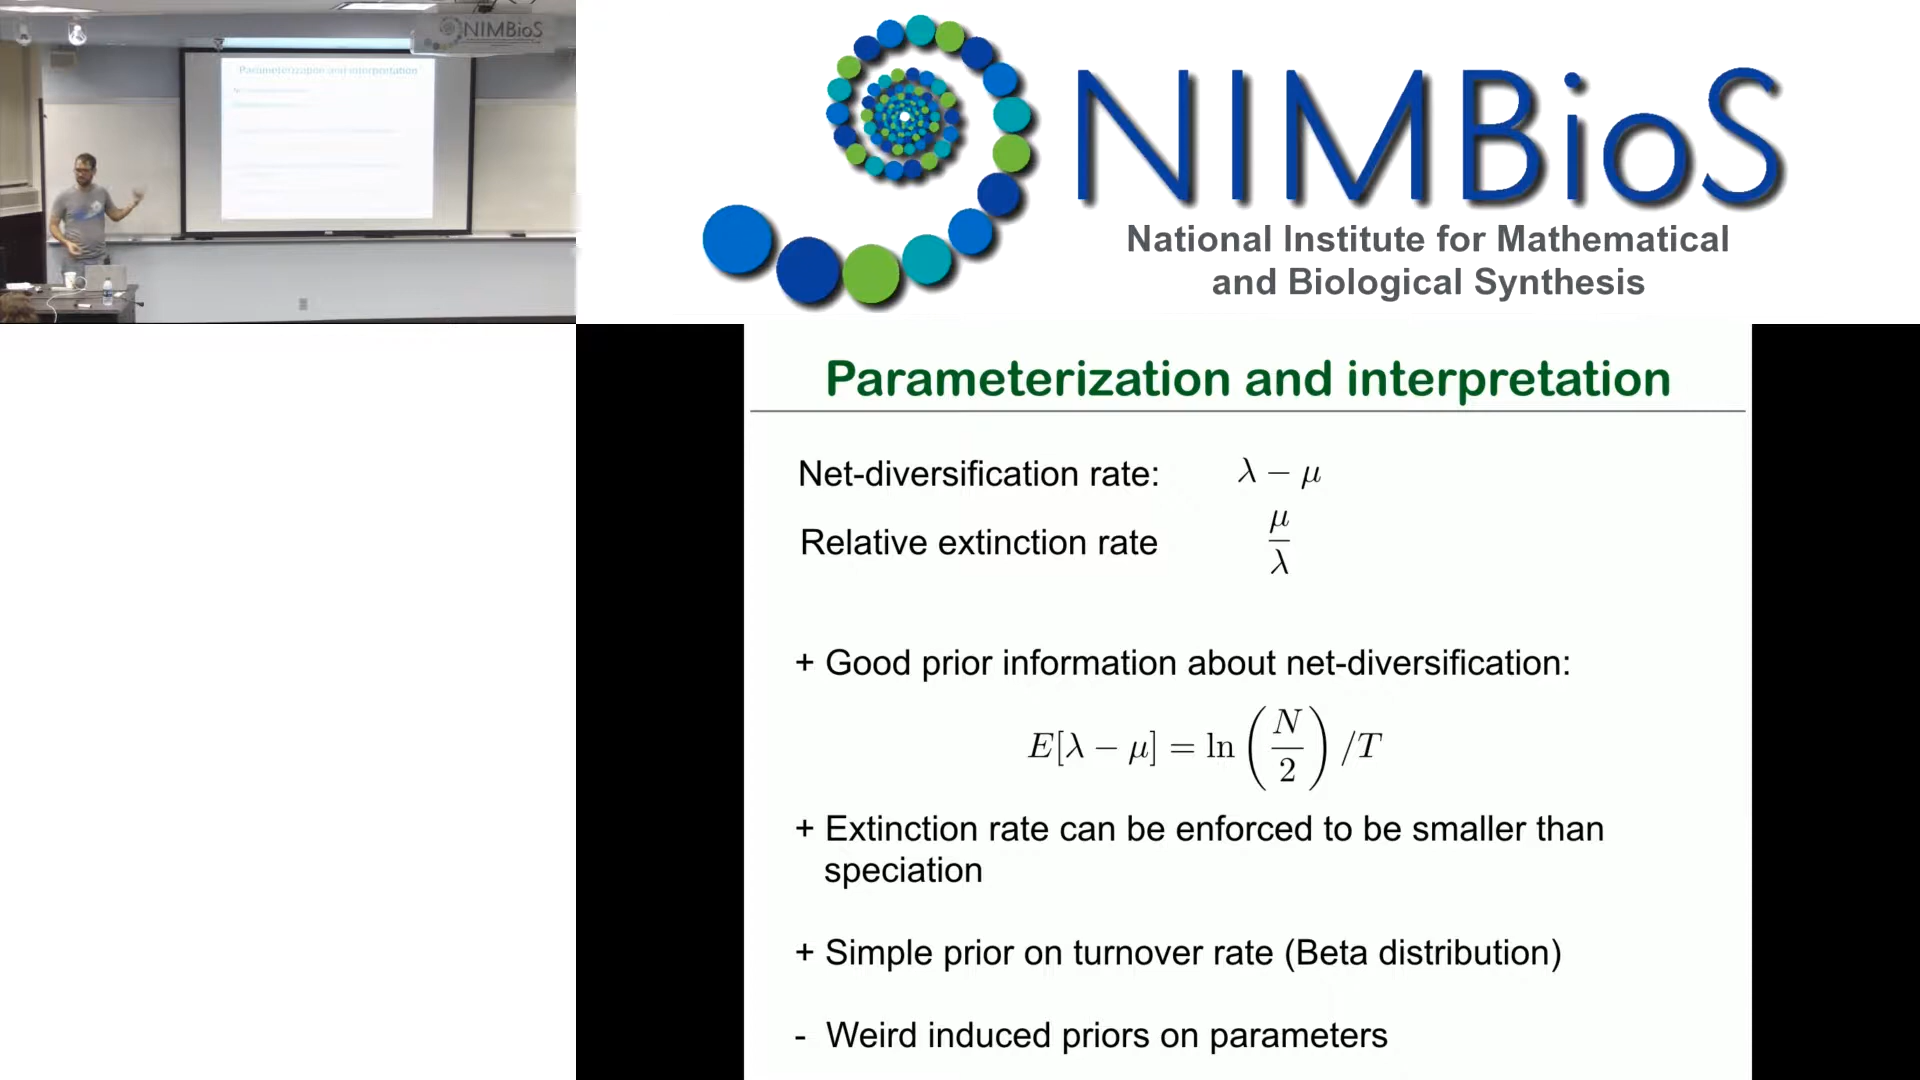 NIMBioS
Parameterization and interpretation
NIMBioS
National Institute for Mathematical
and Biological Synthesis
Parameterization and interpretation
Net-diversification rate: λ − μ
Relative extinction rate μ/λ
+ Good prior information about net-diversification:
E[λ − μ] = ln (N/2) /T
+ Extinction rate can be enforced to be smaller than
speciation
+ Simple prior on turnover rate (Beta distribution)
- Weird induced priors on parameters